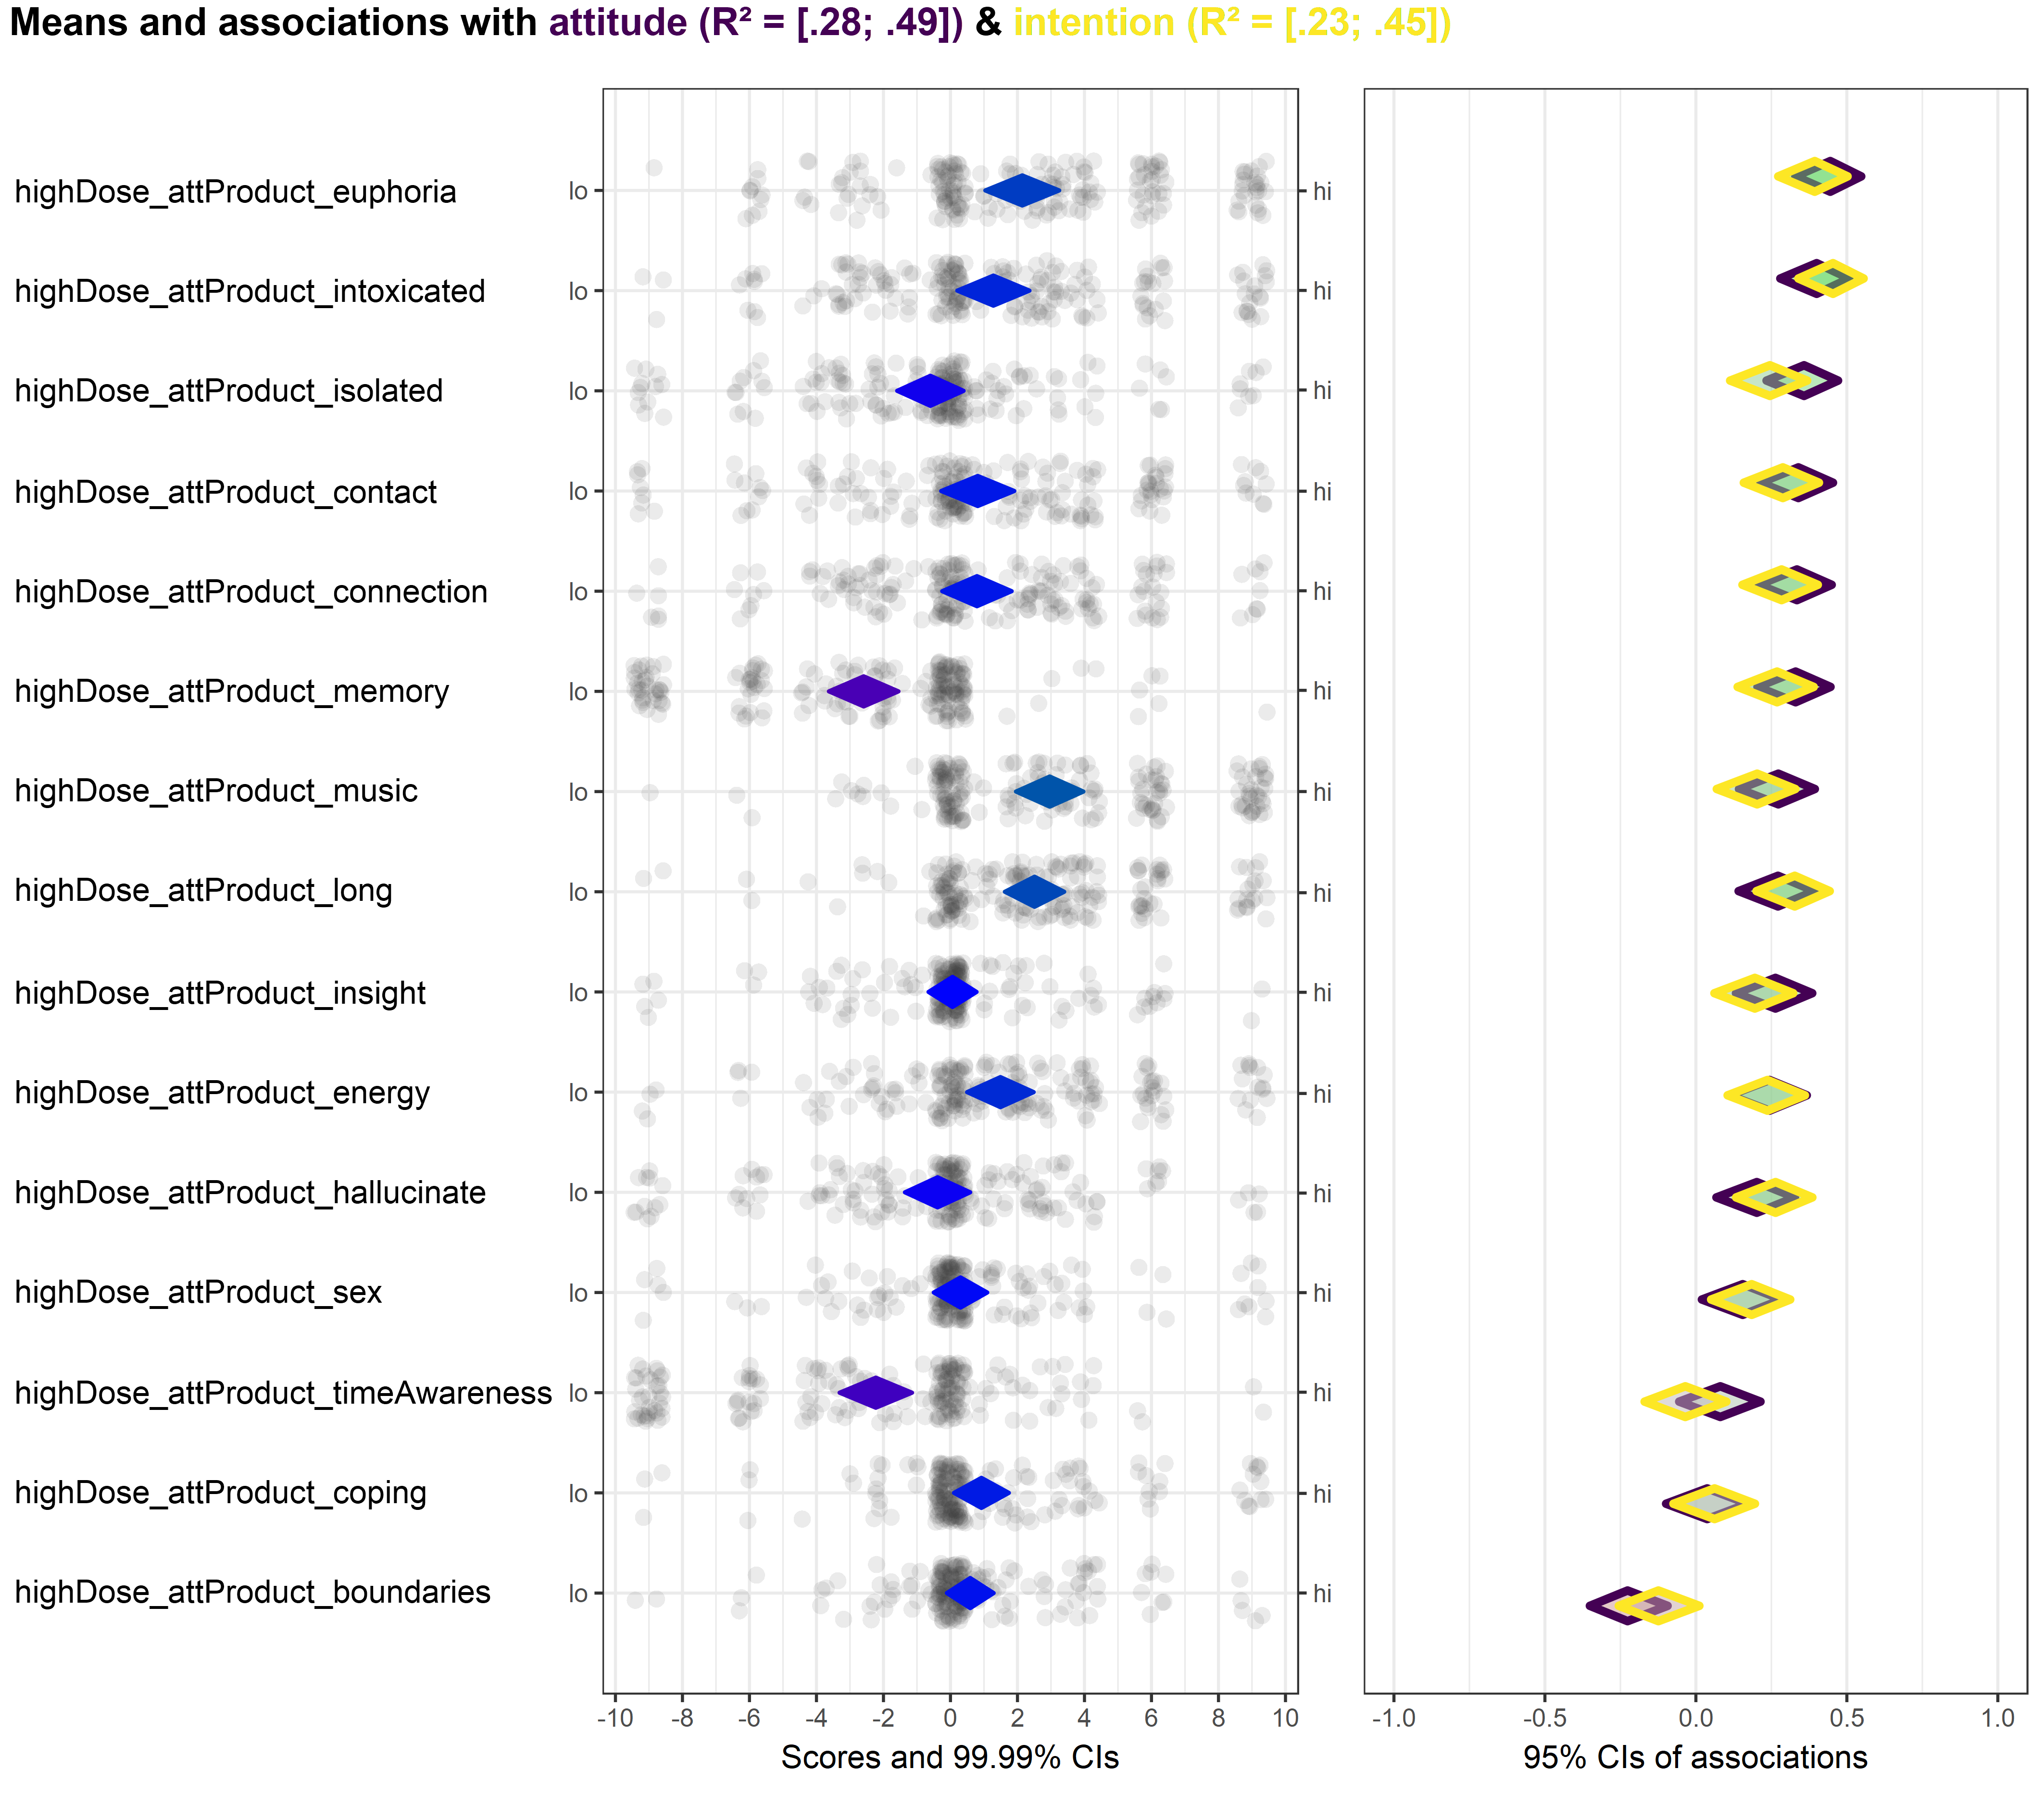 Means and associations with attitude (R² = [.28; .49]) & intention (R² = [.23; .45])
highDose_attProduct_euphoria lo hi
highDose_attProduct_intoxicated lo hi
highDose_attProduct_isolated lo hi
highDose_attProduct_contact lo hi
highDose_attProduct_connection lo hi
highDose_attProduct_memory lo hi
highDose_attProduct_music lo hi
highDose_attProduct_long lo hi
highDose_attProduct_insight lo hi
highDose_attProduct_energy lo hi
highDose_attProduct_hallucinate lo hi
highDose_attProduct_sex lo hi
highDose_attProduct_timeAwareness lo hi
highDose_attProduct_coping lo hi
highDose_attProduct_boundaries lo hi
-10 -8 -6 -4 -2 0 2 4 6 8 10 -1.0 -0.5 0.0 0.5 1.0
Scores and 99.99% CIs 95% CIs of associations